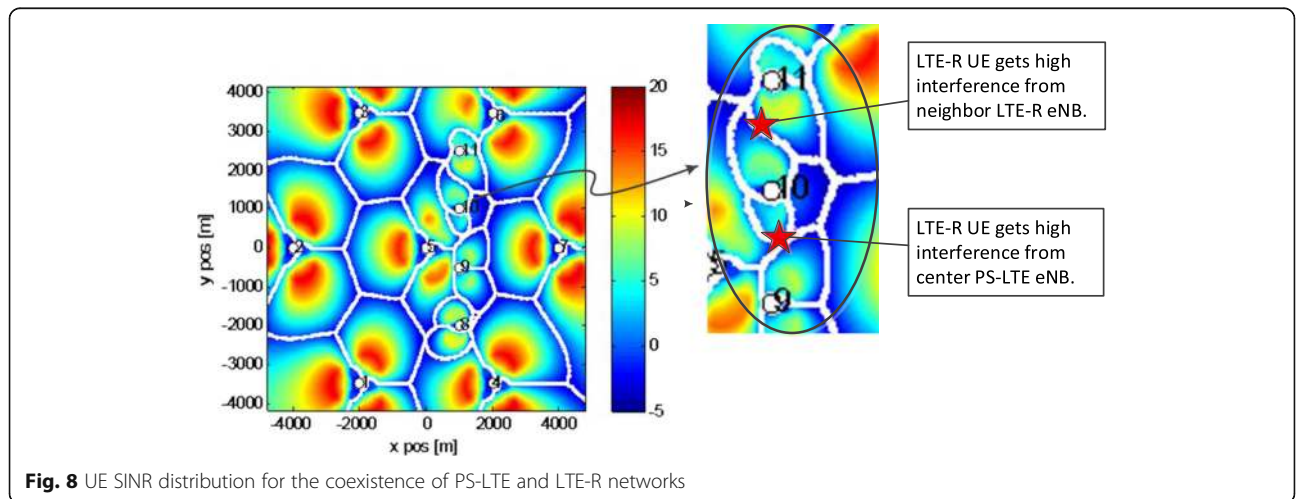 4000
3000
2000
1000
0
-1000
-2000
-3000
-4000
y pos [m]
-4000 -2000 0 2000 4000
x pos [m]
3
6
11
10
2
5
7
9
8
1
4
20
15
10
5
0
-5
11
10
9
LTE-R UE gets high
interference from
neighbor LTE-R eNB.
LTE-R UE gets high
interference from
center PS-LTE eNB.
Fig. 8 UE SINR distribution for the coexistence of PS-LTE and LTE-R networks